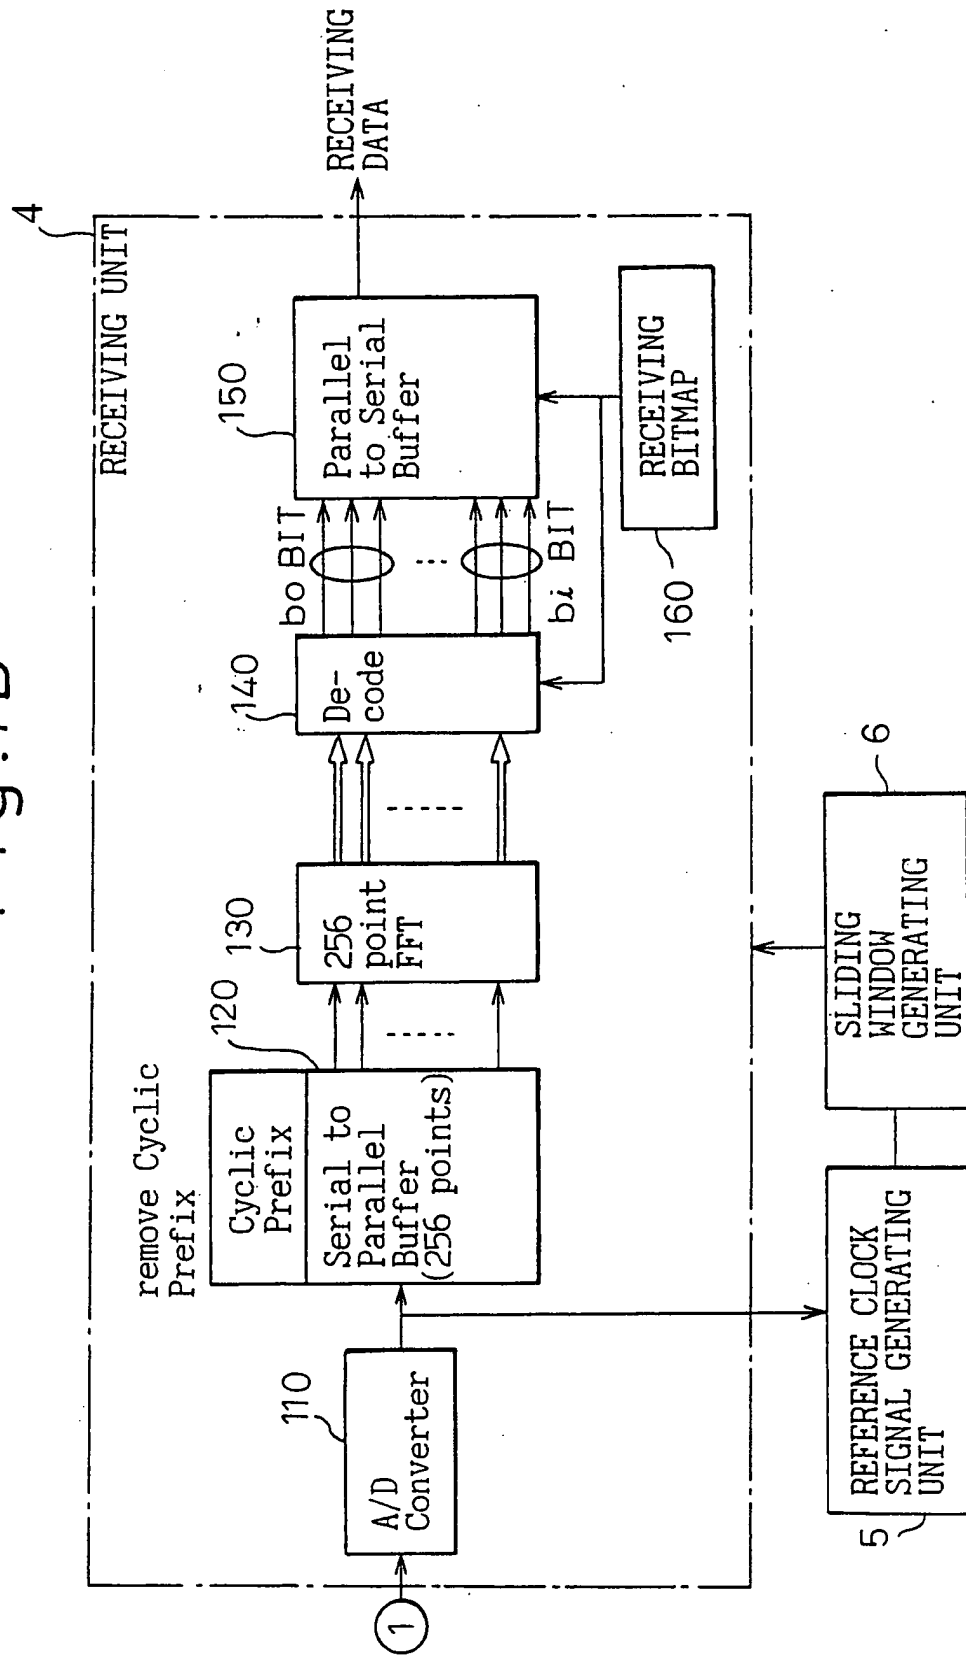 4
RECEIVING UNIT
RECEIVING
DATA
remove Cyclic
Prefix
110
A/D
Converter
1
120
Cyclic
Prefix
Serial to
Parallel
Buffer
(256 points)
130
256
point
FFT
140
De-
code
bo BIT
...
bi BIT
150
Parallel
to Serial
Buffer
160
RECEIVING
BITMAP
5
REFERENCE CLOCK
SIGNAL GENERATING
UNIT
6
SLIDING
WINDOW
GENERATING
UNIT